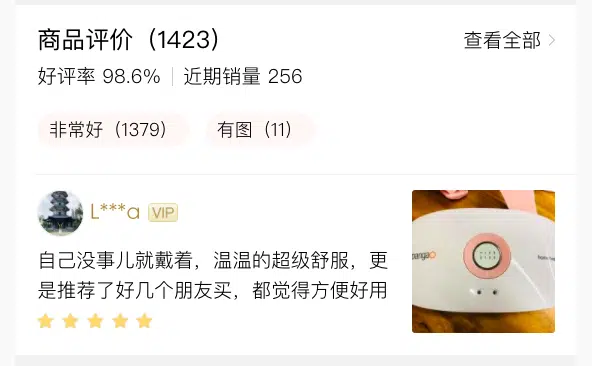 商品评价（1423）
查看全部
好评率 98.6%
近期销量 256
非常好（1379）
有图（11）
L***a
VIP
自己没事儿就戴着，温温的超级舒服，更
是推荐了好几个朋友买，都觉得方便好用
pangao